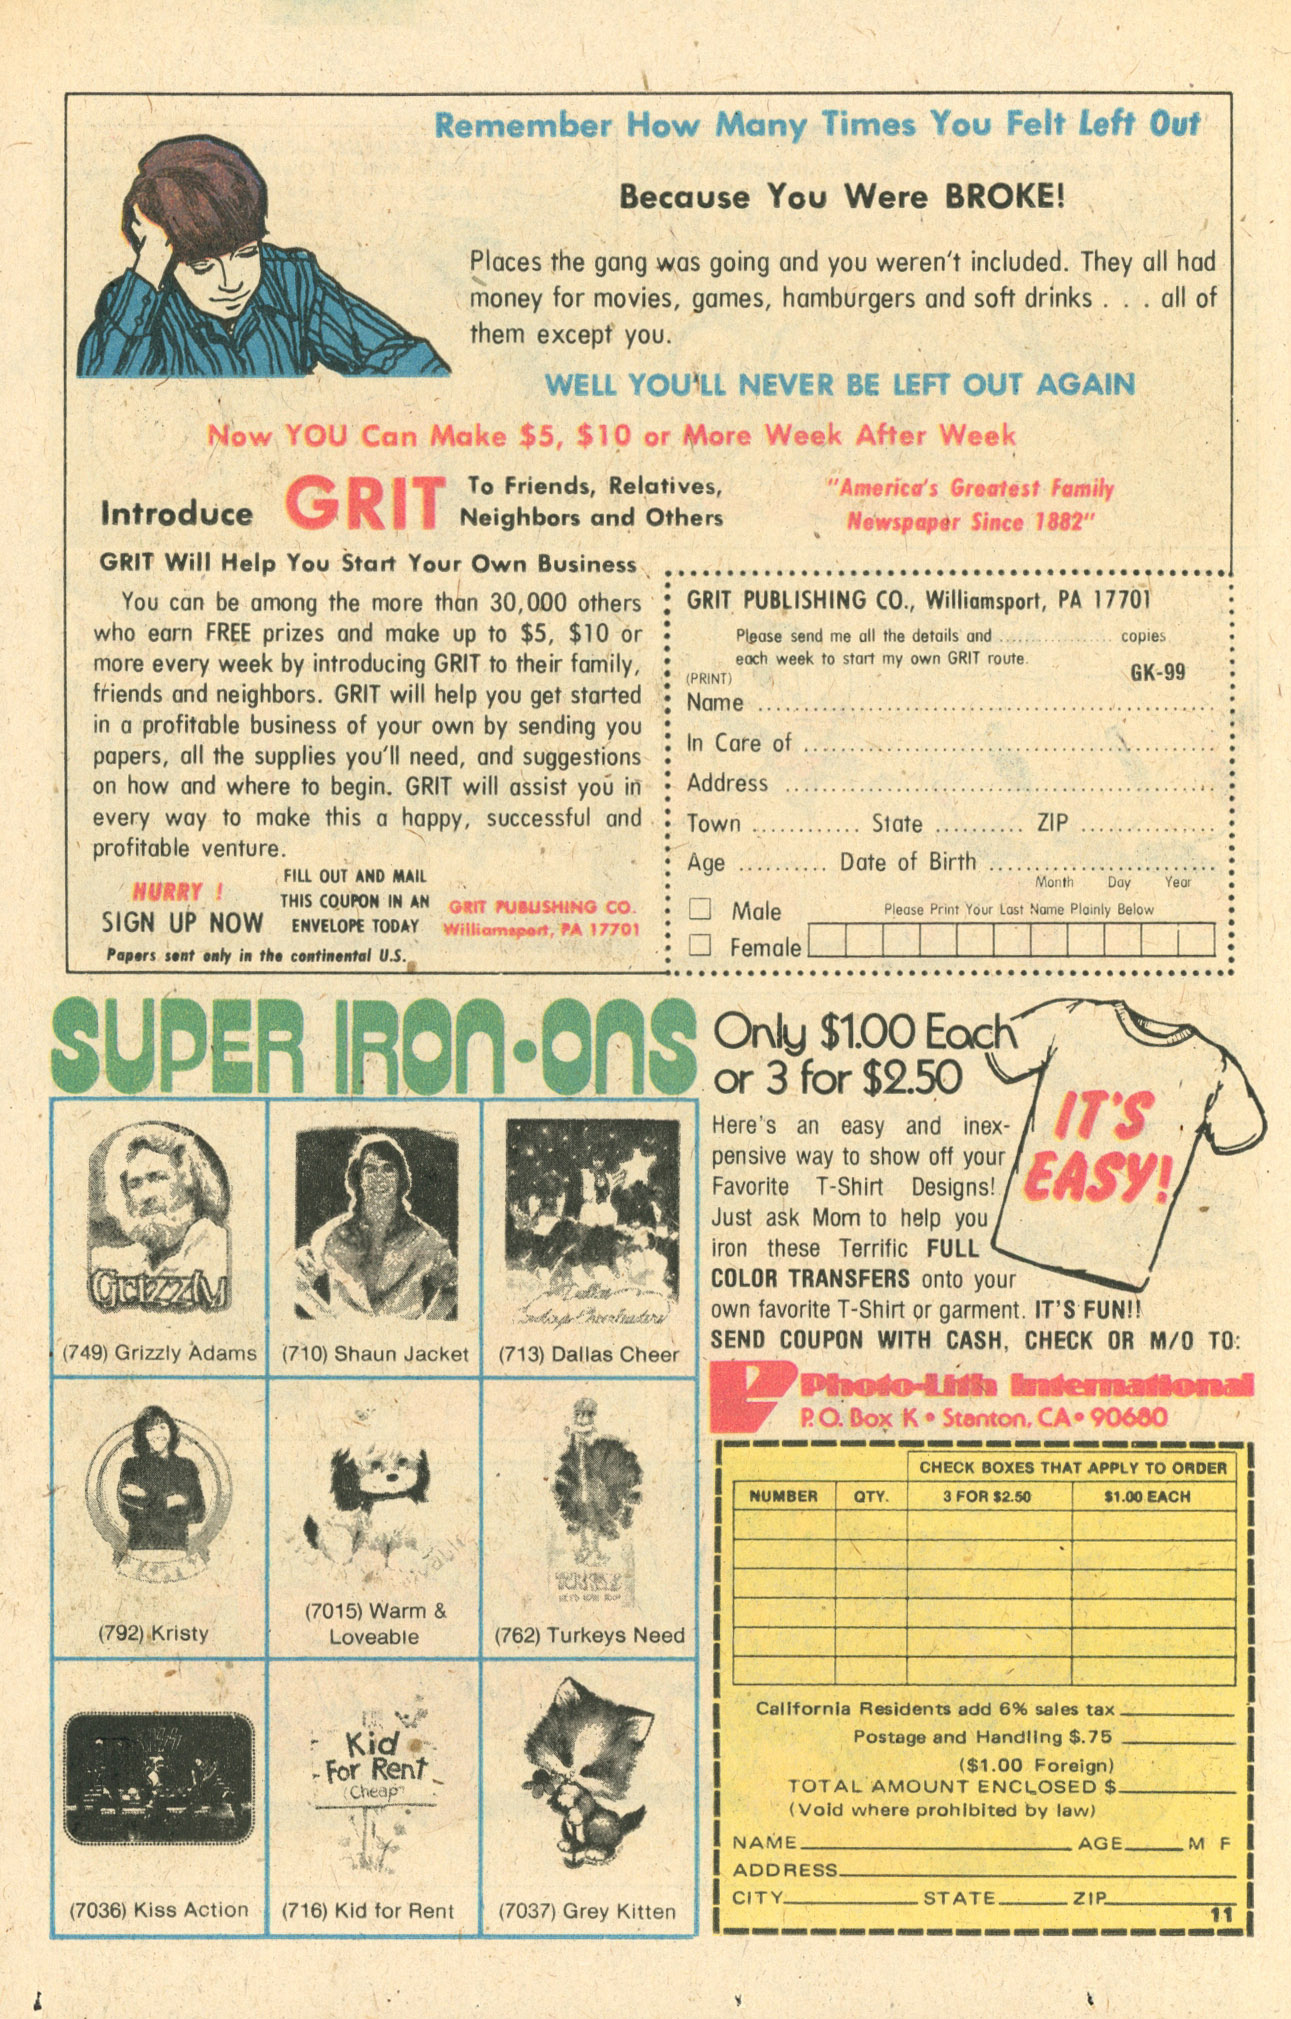 Remember How Many Times You Felt Left Out
Because You Were BROKE!
Places the gang was going and you weren't included. They all had
money for movies, games, hamburgers and soft drinks . . . all of
them except you.
WELL YOU'LL NEVER BE LEFT OUT AGAIN
Now YOU Can Make $5, $10 or More Week After Week
Introduce GRIT To Friends, Relatives,
Neighbors and Others
"America's Greatest Family
Newspaper Since 1882"
GRIT Will Help You Start Your Own Business
You can be among the more than 30,000 others
who earn FREE prizes and make up to $5, $10 or
more every week by introducing GRIT to their family,
friends and neighbors. GRIT will help you get started
in a profitable business of your own by sending you
papers, all the supplies you'll need, and suggestions
on how and where to begin. GRIT will assist you in
every way to make this a happy, successful and
profitable venture.
HURRY !
SIGN UP NOW
FILL OUT AND MAIL
THIS COUPON IN AN
ENVELOPE TODAY
GRIT PUBLISHING CO.
Williamsport, PA 17701
Papers sent only in the continental U.S.
GRIT PUBLISHING CO., Williamsport, PA 17701
Please send me all the details and ................ copies
each week to start my own GRIT route.
GK-99
(PRINT)
Name
In Care of
Address
Town ............ State .......... ZIP
Age .......... Date of Birth
Month Day Year
Male
Please Print Your Last Name Plainly Below
Female
SUPER IRON•ONS
Grizzly
(749) Grizzly Adams
(710) Shaun Jacket
(713) Dallas Cheer
(792) Kristy
(7015) Warm &
Loveable
(762) Turkeys Need
(7036) Kiss Action
Kid
For Rent
Cheap
(716) Kid for Rent
(7037) Grey Kitten
Only $1.00 Each
or 3 for $2.50
IT'S
EASY!
Here's an easy and inex-
pensive way to show off your
Favorite T-Shirt Designs!
Just ask Mom to help you
iron these Terrific FULL
COLOR TRANSFERS onto your
own favorite T-Shirt or garment. IT'S FUN!!
SEND COUPON WITH CASH, CHECK OR M/O TO:
Photo-Lith International
P.O. Box K • Stanton, CA • 90680
CHECK BOXES THAT APPLY TO ORDER
NUMBER QTY. 3 FOR $2.50 $1.00 EACH
California Residents add 6% sales tax
Postage and Handling $.75
($1.00 Foreign)
TOTAL AMOUNT ENCLOSED $
(Void where prohibited by law)
NAME AGE M F
ADDRESS
CITY STATE ZIP
11